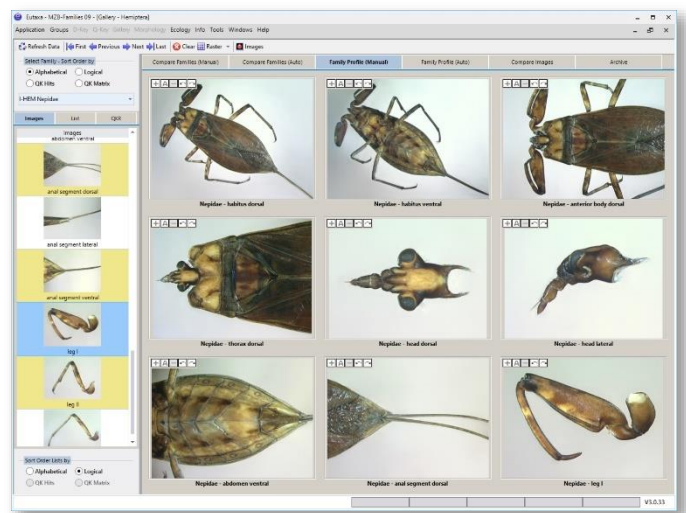 Eutaxa - MZB-Families 09 - [Gallery - Hemiptera]
Application Groups D-Key Q-Key Gallery Morphology Ecology Info Tools Windows Help
Refresh Data First Previous Next Last Clear Raster Images
Select Family - Sort Order by
Alphabetical Logical
QK Hits QK Matrix
I-HEM Nepidae
Images List QKR
Images
abdomen ventral
anal segment dorsal
anal segment lateral
anal segment ventral
leg I
leg II
Sort Order Lists by
Alphabetical Logical
QK Hits QK Matrix
Compare Families (Manual) Compare Families (Auto) Family Profile (Manual) Family Profile (Auto) Compare Images Archive
Nepidae - habitus dorsal Nepidae - habitus ventral Nepidae - anterior body dorsal
Nepidae - thorax dorsal Nepidae - head dorsal Nepidae - head lateral
Nepidae - abdomen ventral Nepidae - anal segment dorsal Nepidae - leg I
V3.0.33